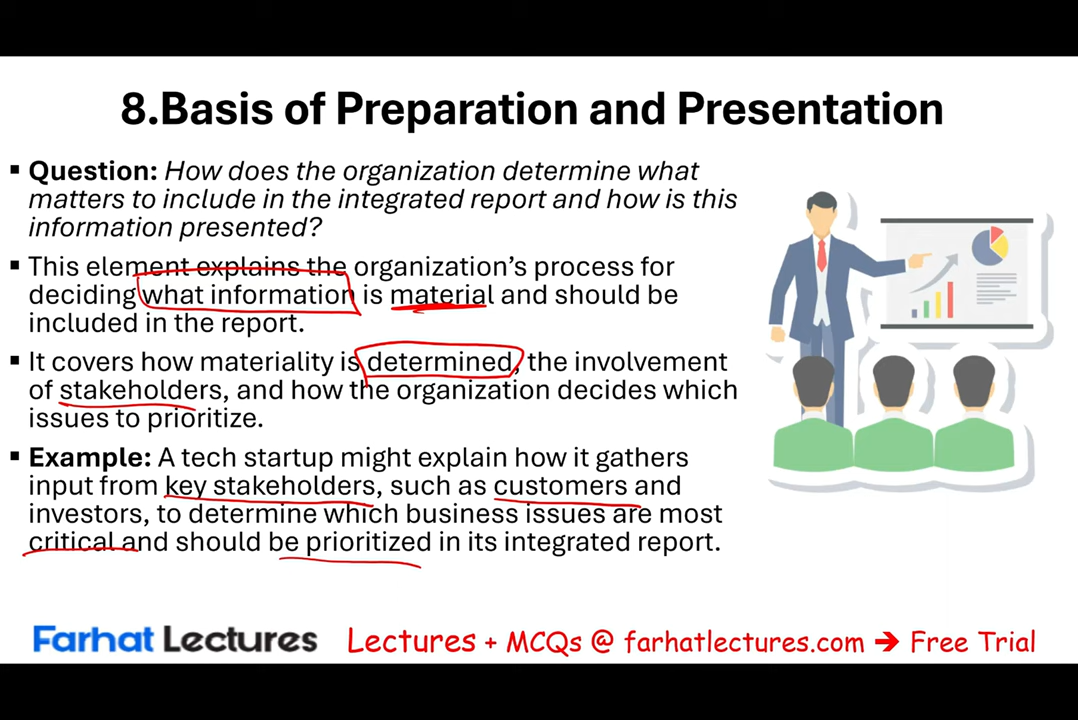 8.Basis of Preparation and Presentation
▪ Question: How does the organization determine what
matters to include in the integrated report and how is this
information presented?
▪ This element explains the organization's process for
deciding what information is material and should be
included in the report.
▪ It covers how materiality is determined, the involvement
of stakeholders, and how the organization decides which
issues to prioritize.
▪ Example: A tech startup might explain how it gathers
input from key stakeholders, such as customers and
investors, to determine which business issues are most
critical and should be prioritized in its integrated report.
Farhat Lectures Lectures + MCQs @ farhatlectures.com ➔ Free Trial